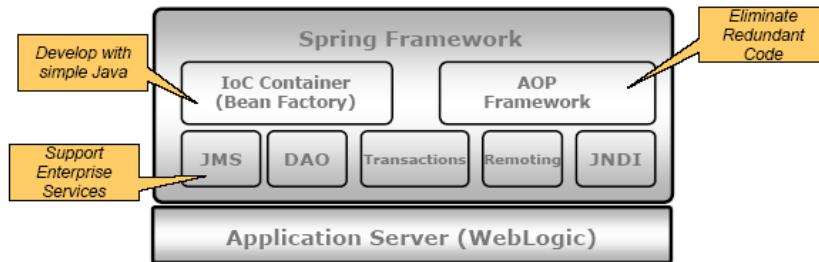 Spring Framework
Develop with
simple Java
Eliminate
Redundant
Code
IoC Container
(Bean Factory)
AOP
Framework
Support
Enterprise
Services
JMS
DAO
Transactions
Remoting
JNDI
Application Server (WebLogic)